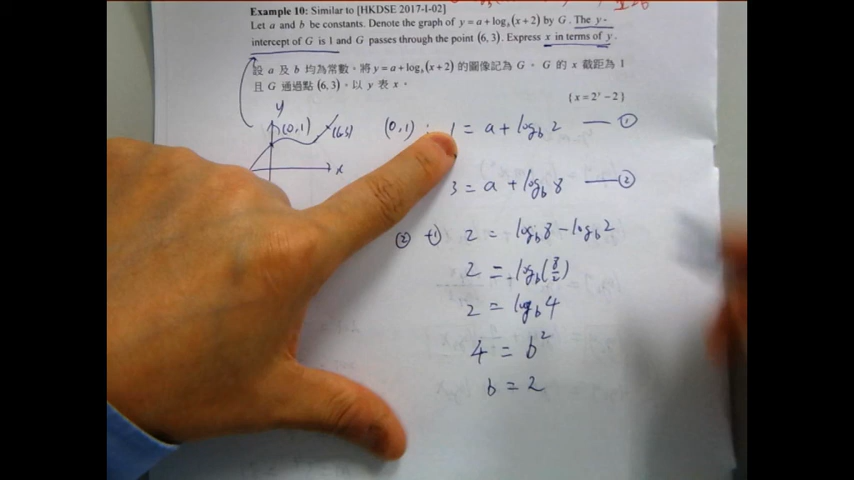 Example 10: Similar to [HKDSE 2017-I-02]
Let a and b be constants. Denote the graph of y = a + log_b (x + 2) by G. The y-
intercept of G is 1 and G passes through the point (6, 3). Express x in terms of y.
設 a 及 b 均為常數。將 y = a + log_b (x + 2) 的圖像記為 G。G 的 x 截距為 1
且 G 通過點 (6, 3)。以 y 表 x。
{x = 2^y − 2}
y
(0,1)
(6,3)
x
(0,1) : 1 = a + log_b 2 — ①
3 = a + log_b 8 — ②
② - ① 2 = log_b 8 − log_b 2
2 = log_b (8/2)
2 = log_b 4
4 = b^2
b = 2